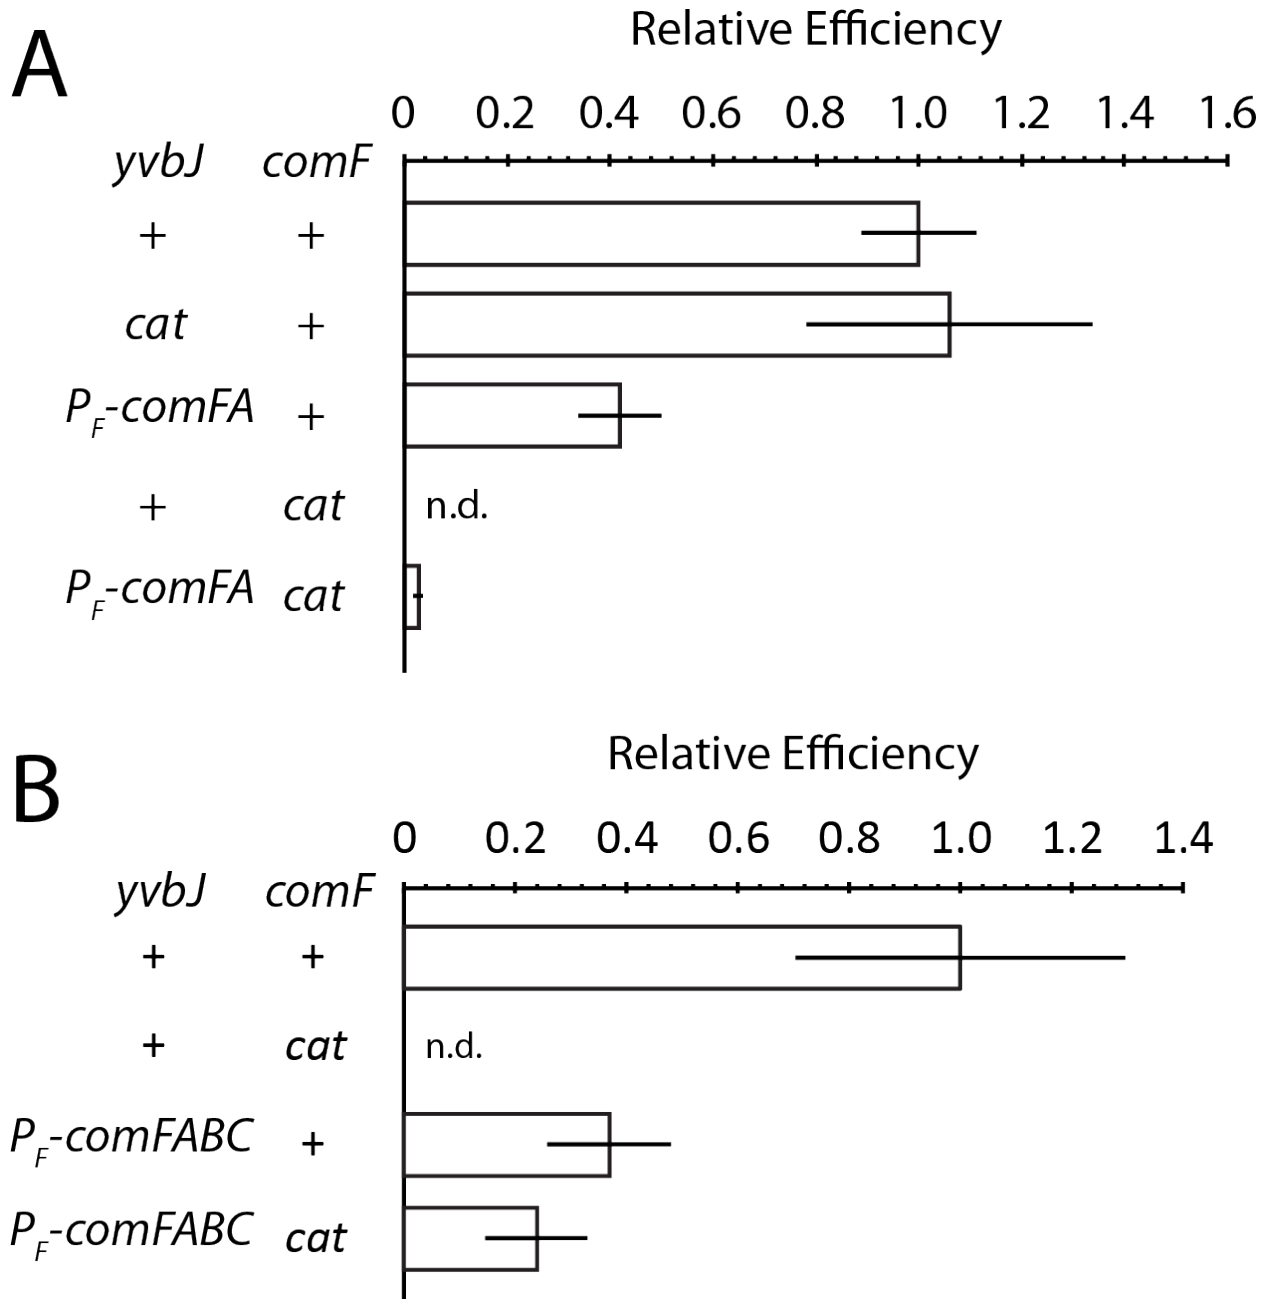 A
Relative Efficiency
0 0.2 0.4 0.6 0.8 1.0 1.2 1.4 1.6
yvbJ comF
+ +
cat +
PF-comFA +
+ cat n.d.
PF-comFA cat
B
Relative Efficiency
0 0.2 0.4 0.6 0.8 1.0 1.2 1.4
yvbJ comF
+ +
+ cat n.d.
PF-comFABC +
PF-comFABC cat